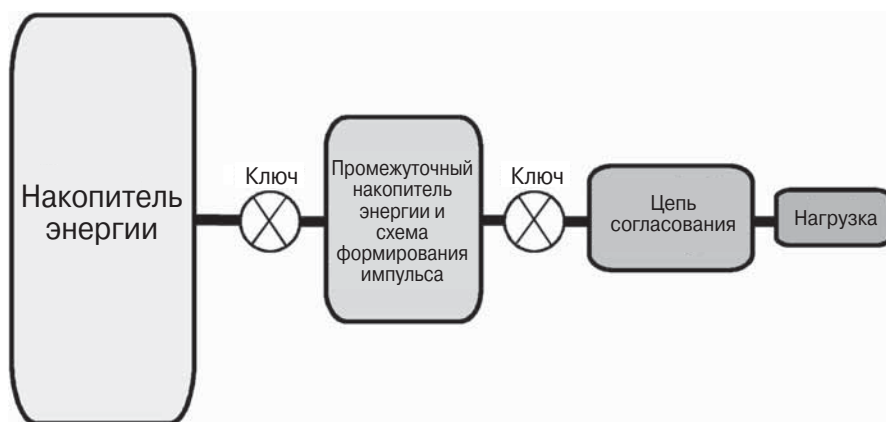 Накопитель
энергии
Ключ
Промежуточный
накопитель
энергии и
схема
формирования
импульса
Ключ
Цепь
согласования
Нагрузка